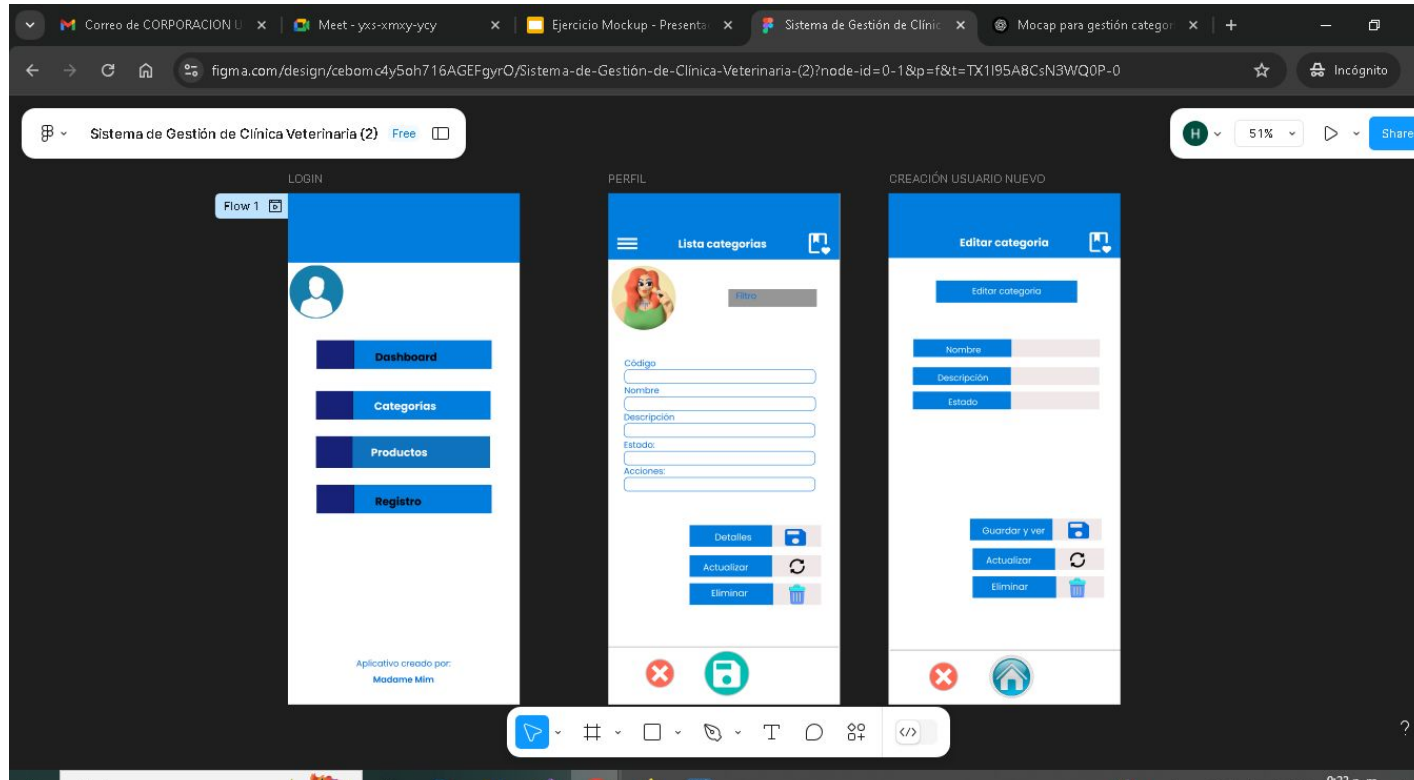 Correo de CORPORACION U
Meet - yxs-xmxy-ycy
Ejercicio Mockup - Presenta
Sistema de Gestión de Clínic
Mocap para gestión categor
figma.com/design/cebomc4y5oh716AGEFgyrO/Sistema-de-Gestión-de-Clínica-Veterinaria-(2)?node-id=0-1&p=f&t=TX1I95A8CsN3WQ0P-0
Incógnito
Sistema de Gestión de Clínica Veterinaria (2)
Free
H
51%
Share
LOGIN
Flow 1
Dashboard
Categorías
Productos
Registro
Aplicativo creado por:
Madame Mim
PERFIL
Lista categorias
Filtro
Código
Nombre
Descripción
Estado:
Acciones:
Detalles
Actualizar
Eliminar
CREACIÓN USUARIO NUEVO
Editar categoria
Editar categoria
Nombre
Descripción
Estado
Guardar y ver
Actualizar
Eliminar
T
</>
?